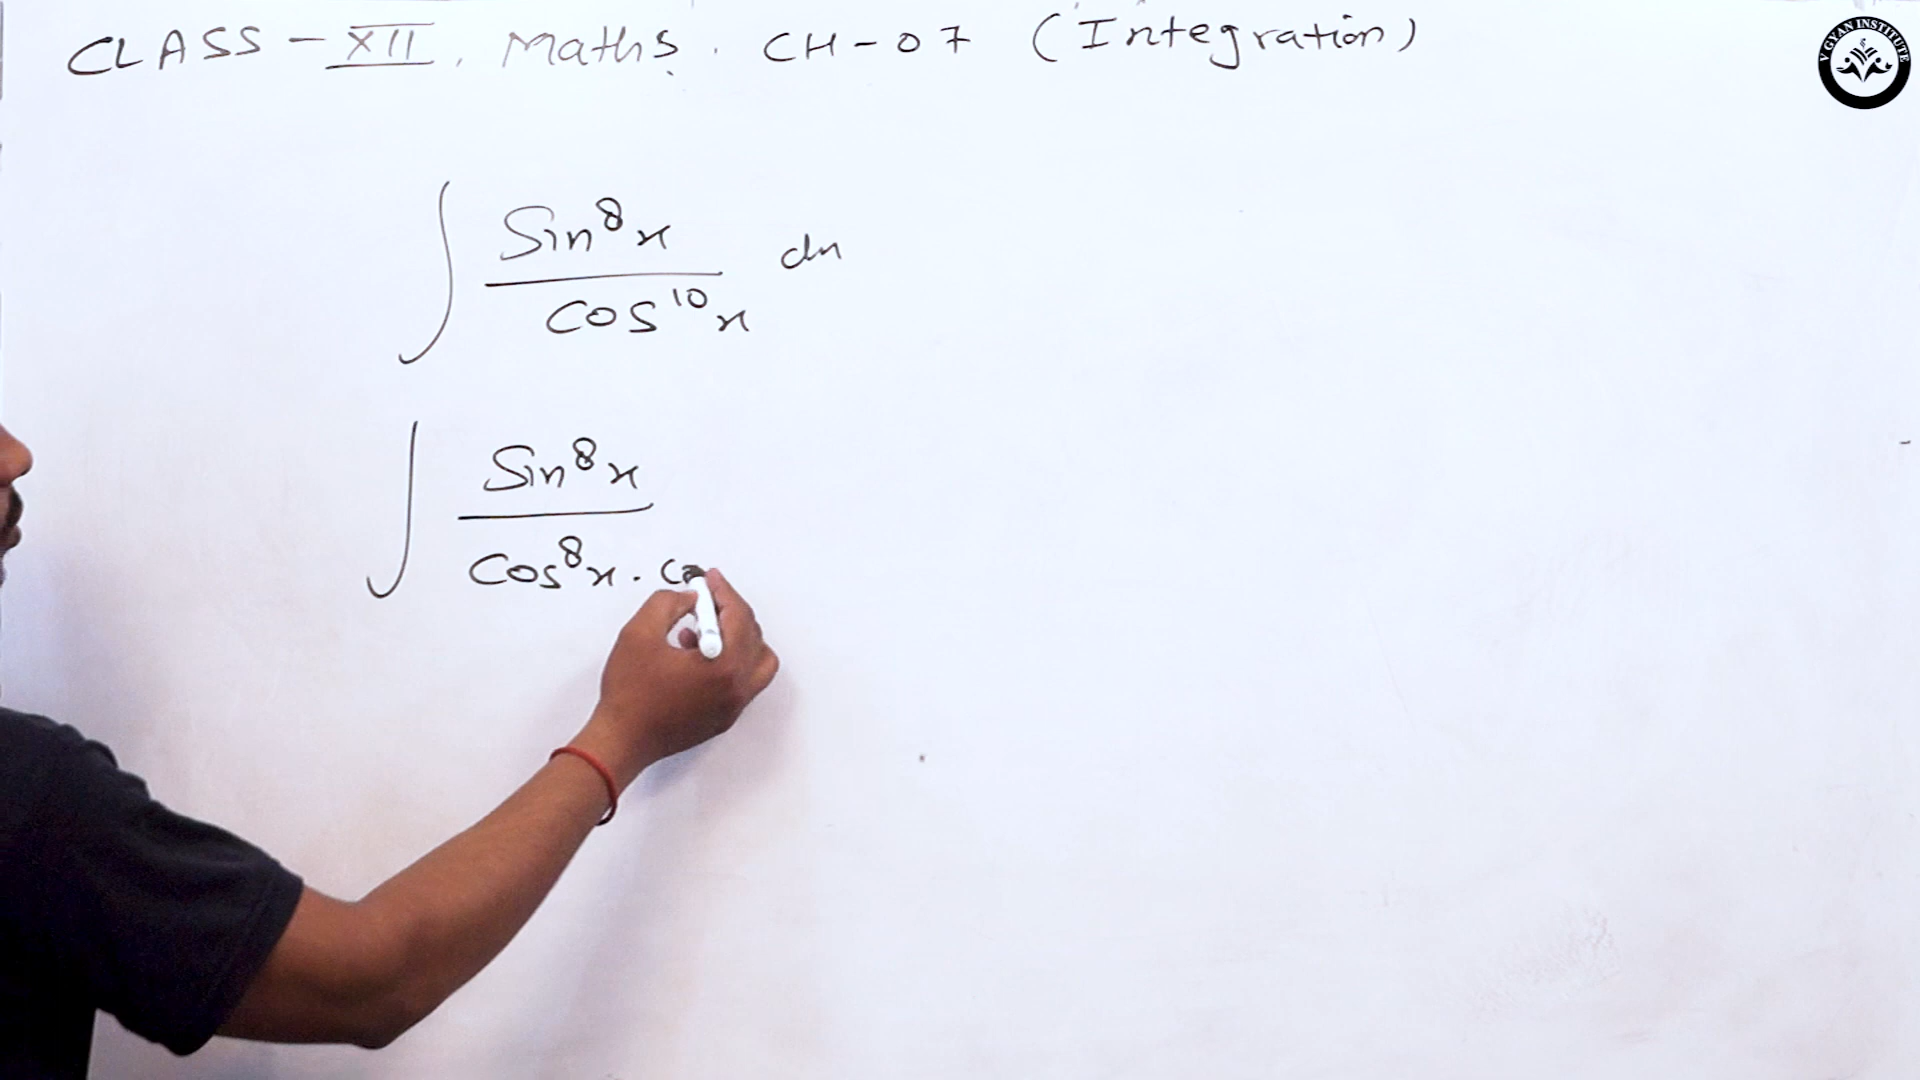 CLASS - XII. Maths. CH-07 (Integration)
V GYAN INSTITUTE
∫ Sin⁸x / Cos¹⁰x dx
∫ Sin⁸x / Cos⁸x . Co